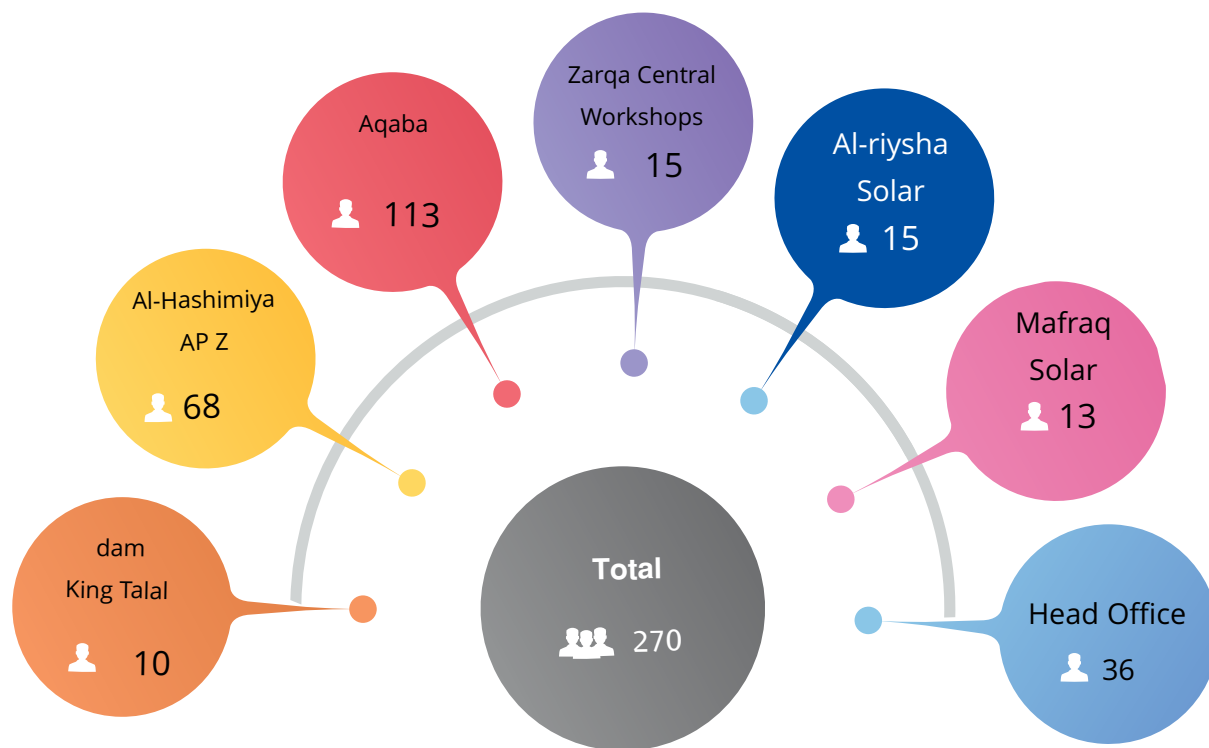 Zarqa Central
Workshops
15
Aqaba
113
Al-riysha
Solar
15
Al-Hashimiya
AP Z
68
Mafraq
Solar
13
dam
King Talal
10
Total
270
Head Office
36